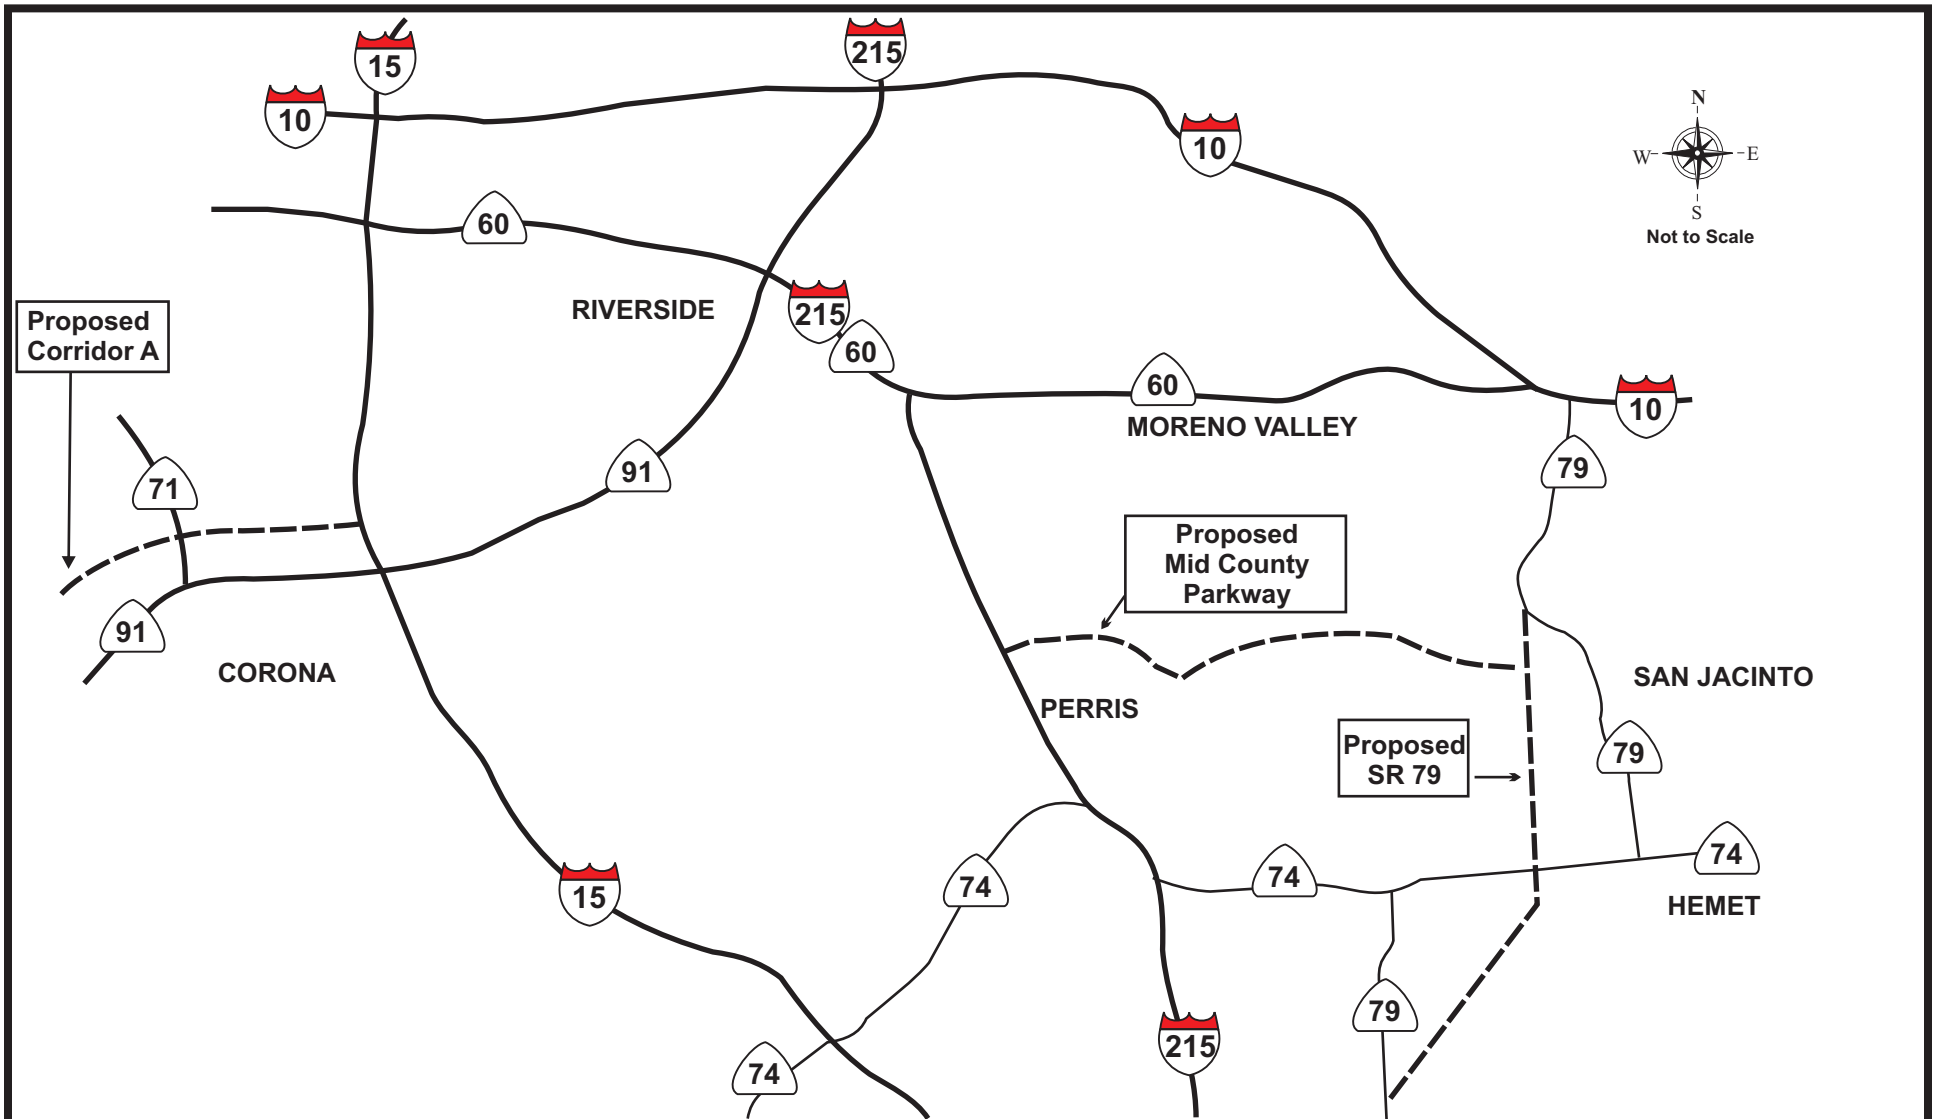 15
215
10
10
N
W
E
S
Not to Scale
60
RIVERSIDE
215
60
Proposed
Corridor A
60
MORENO VALLEY
10
79
71
91
91
CORONA
Proposed
Mid County
Parkway
PERRIS
SAN JACINTO
Proposed
SR 79
79
74
HEMET
74
74
15
79
215
74